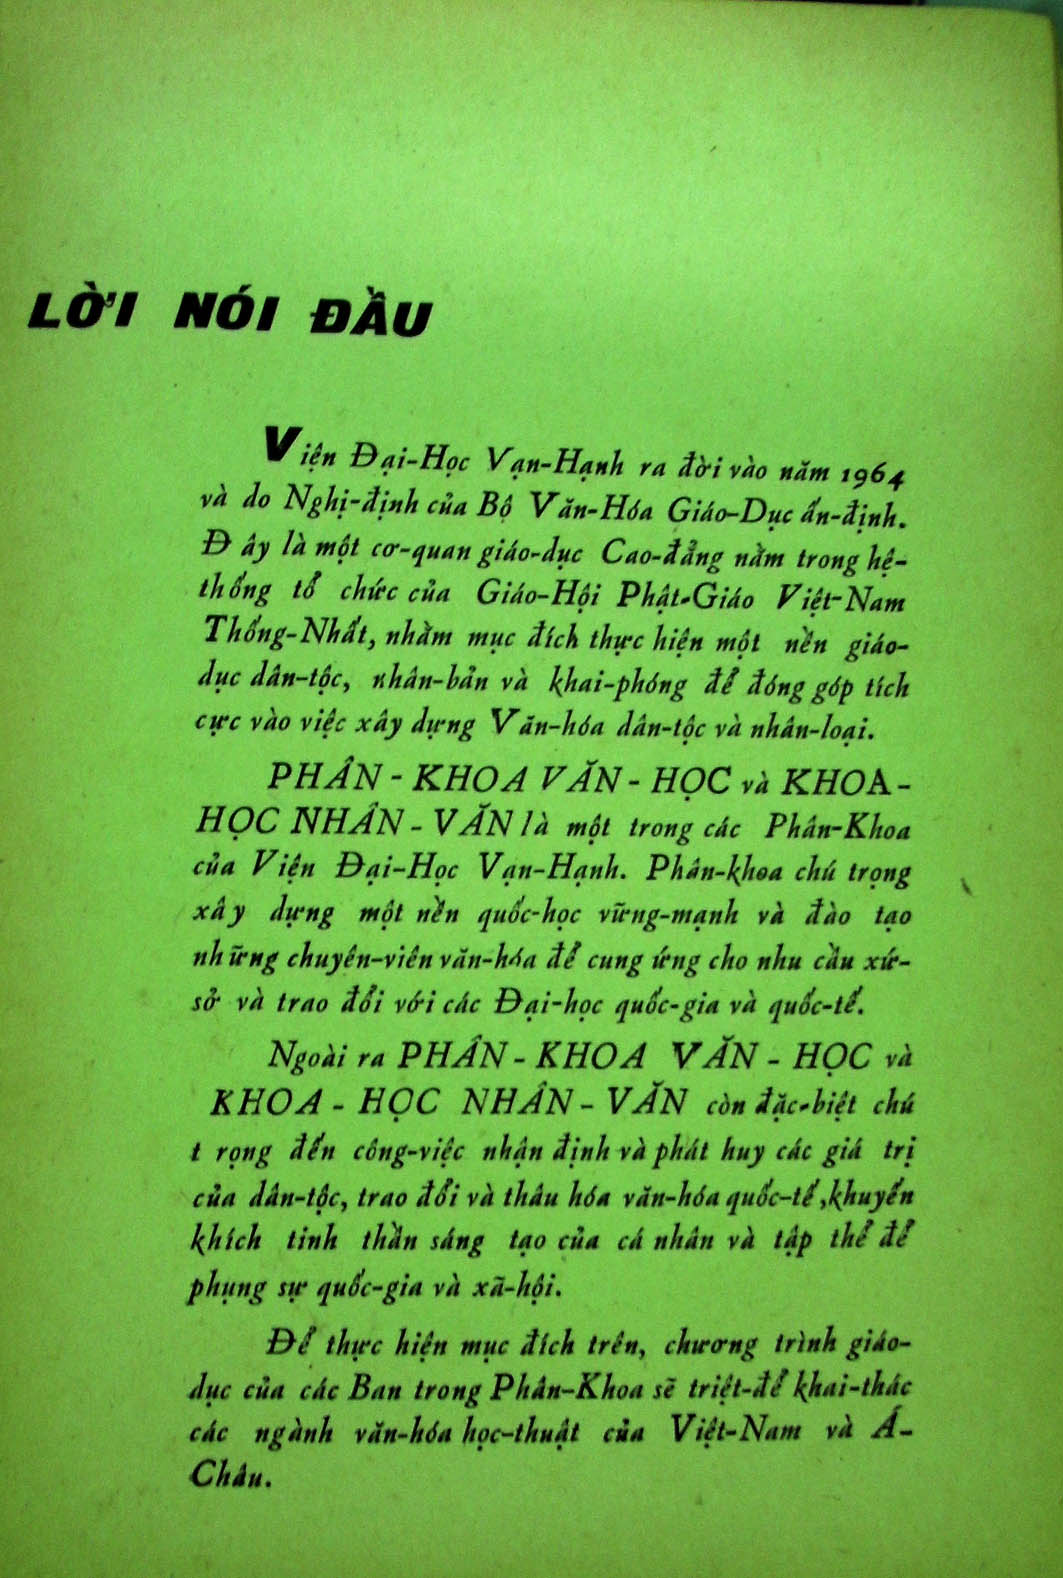 LỜI NÓI ĐẦU
Viện Đại-Học Vạn-Hạnh ra đời vào năm 1964
và do Nghị-định của Bộ Văn-Hóa Giáo-Dục ấn-định.
Đây là một cơ-quan giáo-dục Cao-đẳng nằm trong hệ-
thống tổ chức của Giáo-Hội Phật-Giáo Việt-Nam
Thống-Nhất, nhằm mục đích thực hiện một nền giáo-
dục dân-tộc, nhân-bản và khai-phóng để đóng góp tích
cực vào việc xây dựng Văn-hóa dân-tộc và nhân-loại.
PHÂN - KHOA VĂN - HỌC và KHOA -
HỌC NHÂN - VĂN là một trong các Phân-Khoa
của Viện Đại-Học Vạn-Hạnh. Phân-khoa chú trọng
xây dựng một nền quốc-học vững-mạnh và đào tạo
những chuyên-viên văn-hóa để cung ứng cho nhu cầu xứ-
sở và trao đổi với các Đại-học quốc-gia và quốc-tế.
Ngoài ra PHÂN - KHOA VĂN - HỌC và
KHOA - HỌC NHÂN - VĂN còn đặc-biệt chú
trọng đến công-việc nhận định và phát huy các giá trị
của dân-tộc, trao đổi và thâu hóa văn-hóa quốc-tế, khuyến
khích tinh thần sáng tạo của cá nhân và tập thể để
phụng sự quốc-gia và xã-hội.
Để thực hiện mục đích trên, chương trình giáo-
dục của các Ban trong Phân-Khoa sẽ triệt-để khai-thác
các ngành văn-hóa học-thuật của Việt-Nam và Á-
Châu.